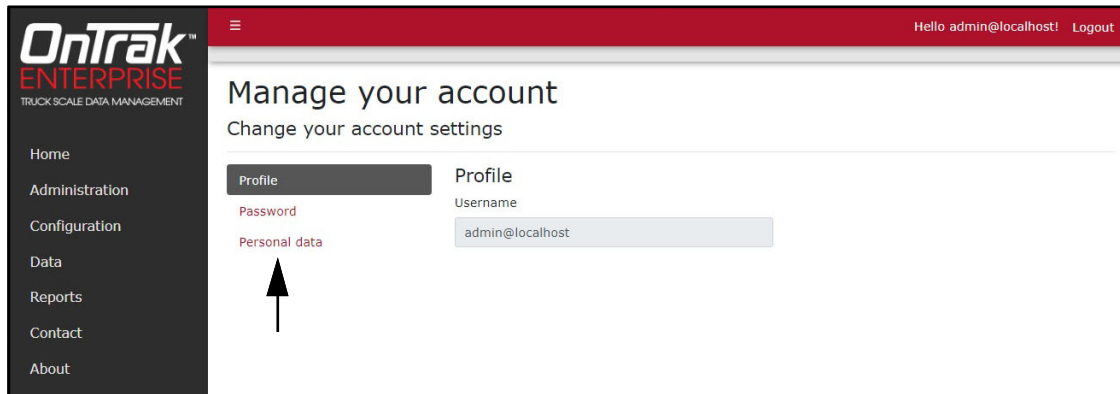 OnTrak™
ENTERPRISE
TRUCK SCALE DATA MANAGEMENT
Home
Administration
Configuration
Data
Reports
Contact
About
Hello admin@localhost! Logout
Manage your account
Change your account settings
Profile
Password
Personal data
Profile
Username
admin@localhost